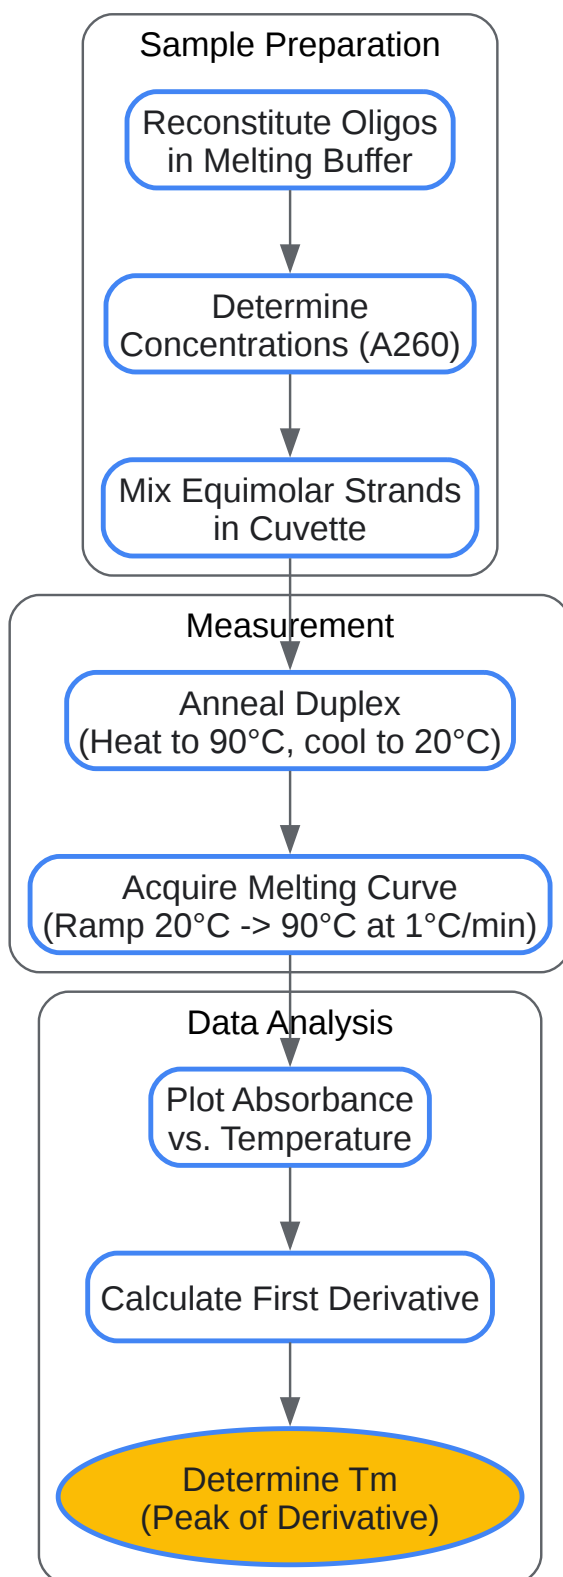 Sample Preparation
Reconstitute Oligos
in Melting Buffer
Determine
Concentrations (A260)
Mix Equimolar Strands
in Cuvette
Measurement
Anneal Duplex
(Heat to 90°C, cool to 20°C)
Acquire Melting Curve
(Ramp 20°C -> 90°C at 1°C/min)
Data Analysis
Plot Absorbance
vs. Temperature
Calculate First Derivative
Determine Tm
(Peak of Derivative)